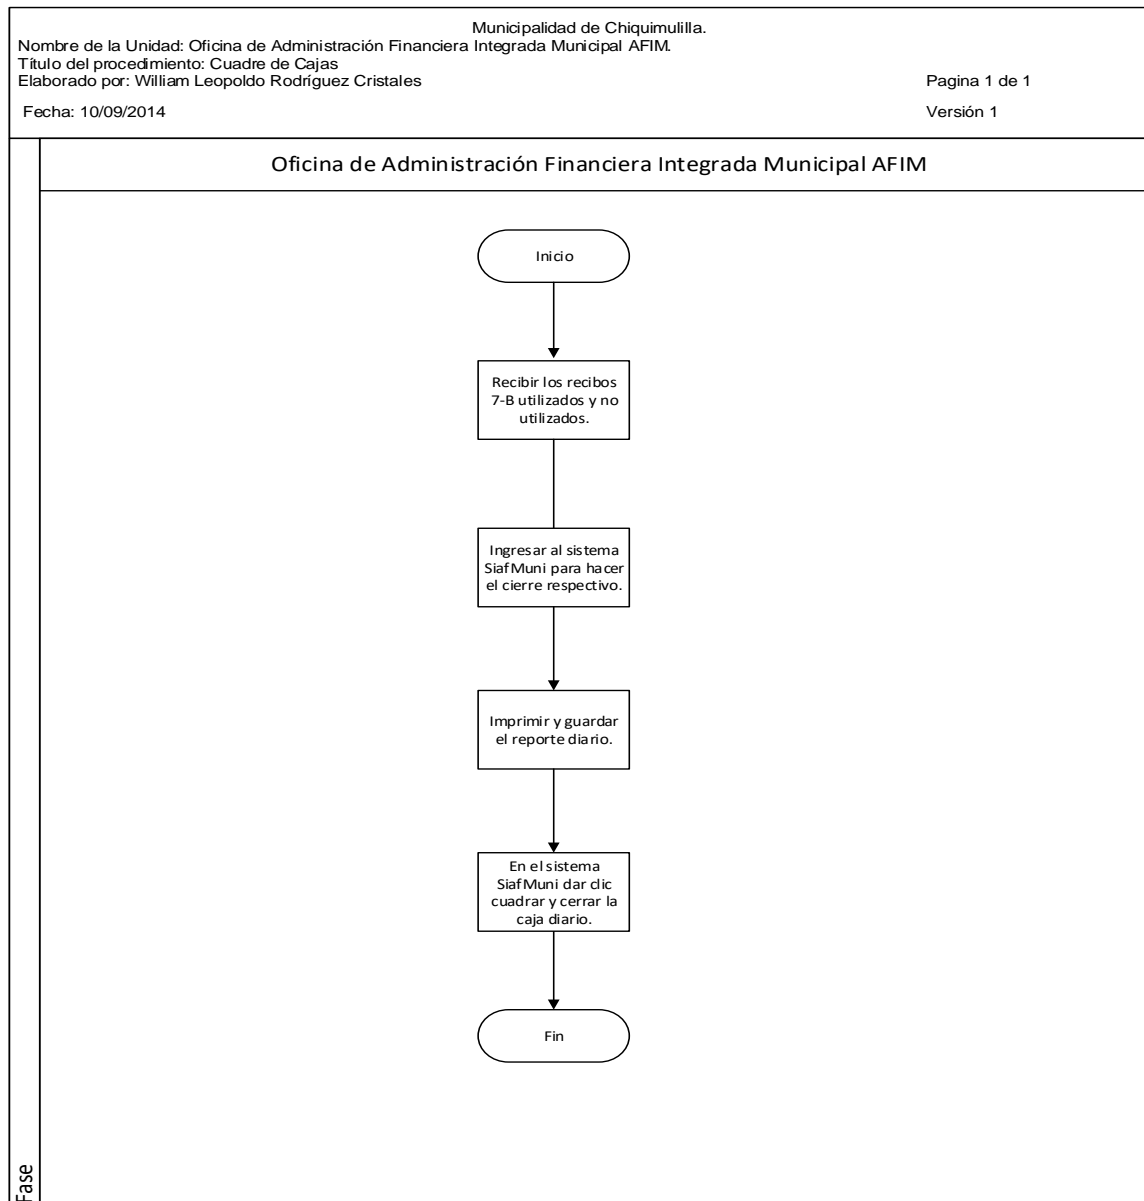 Municipalidad de Chiquimulilla.
Nombre de la Unidad: Oficina de Administración Financiera Integrada Municipal AFIM.
Título del procedimiento: Cuadre de Cajas
Elaborado por: William Leopoldo Rodríguez Cristales
Pagina 1 de 1
Fecha: 10/09/2014
Versión 1
Oficina de Administración Financiera Integrada Municipal AFIM
Inicio
Recibir los recibos
7-B utilizados y no
utilizados.
Ingresar al sistema
SiafMuni para hacer
el cierre respectivo.
Imprimir y guardar
el reporte diario.
En el sistema
SiafMuni dar clic
cuadrar y cerrar la
caja diario.
Fin
Fase